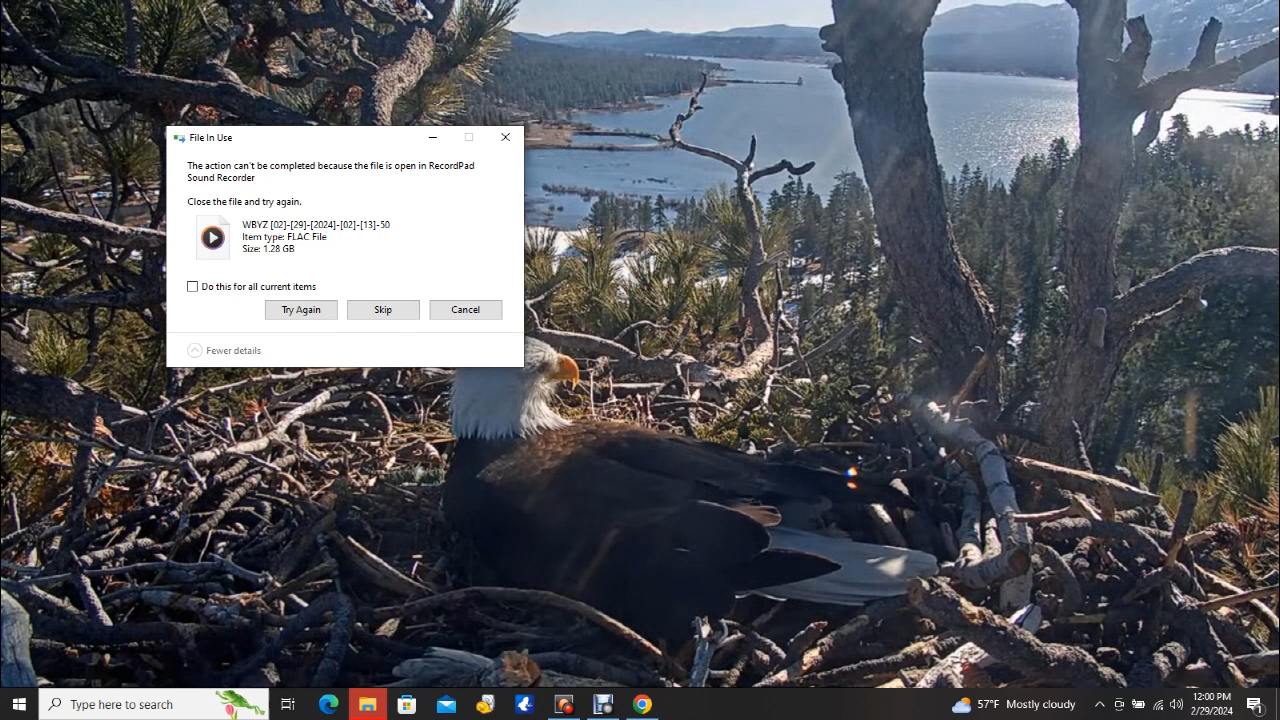 File In Use
The action can't be completed because the file is open in RecordPad
Sound Recorder
Close the file and try again.
WBYZ [02]-[29]-[2024]-[02]-[13]-50
Item type: FLAC File
Size: 1.28 GB
Do this for all current items
Try Again
Skip
Cancel
Fewer details
Type here to search
57°F Mostly cloudy
12:00 PM
2/29/2024
1